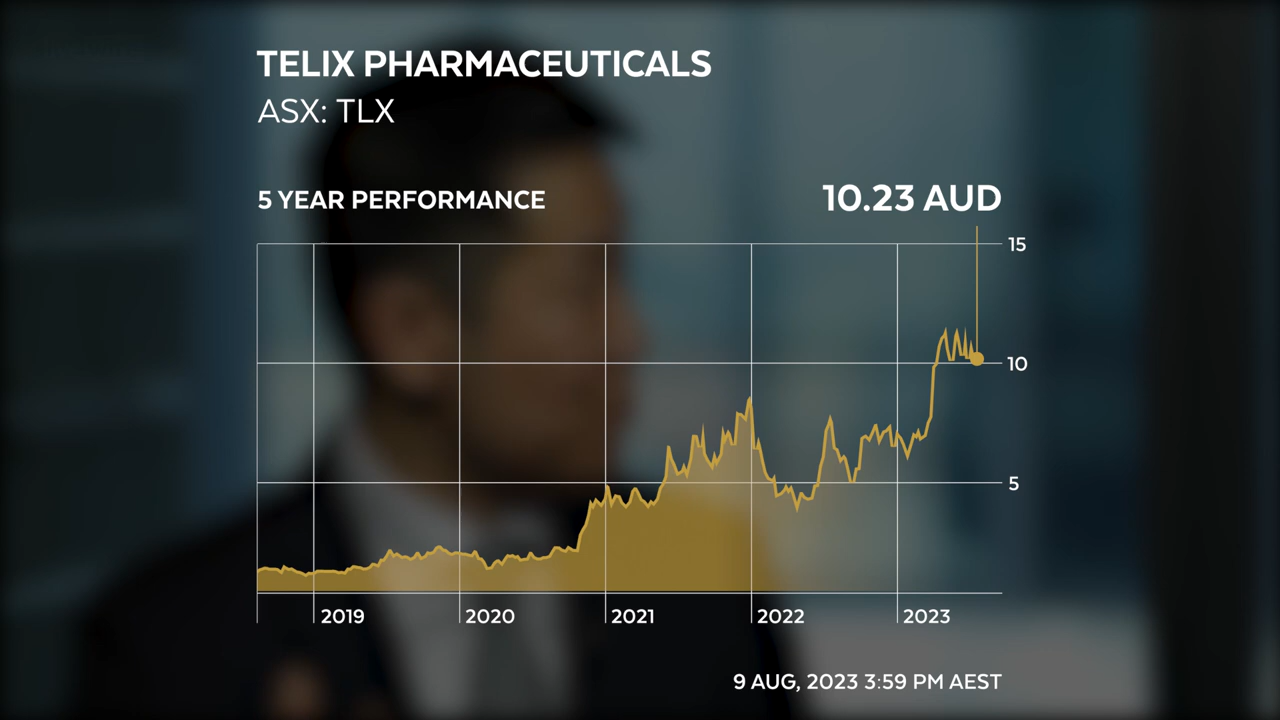 TELIX PHARMACEUTICALS
ASX: TLX
5 YEAR PERFORMANCE
10.23 AUD
15
10
5
2019
2020
2021
2022
2023
9 AUG, 2023 3:59 PM AEST